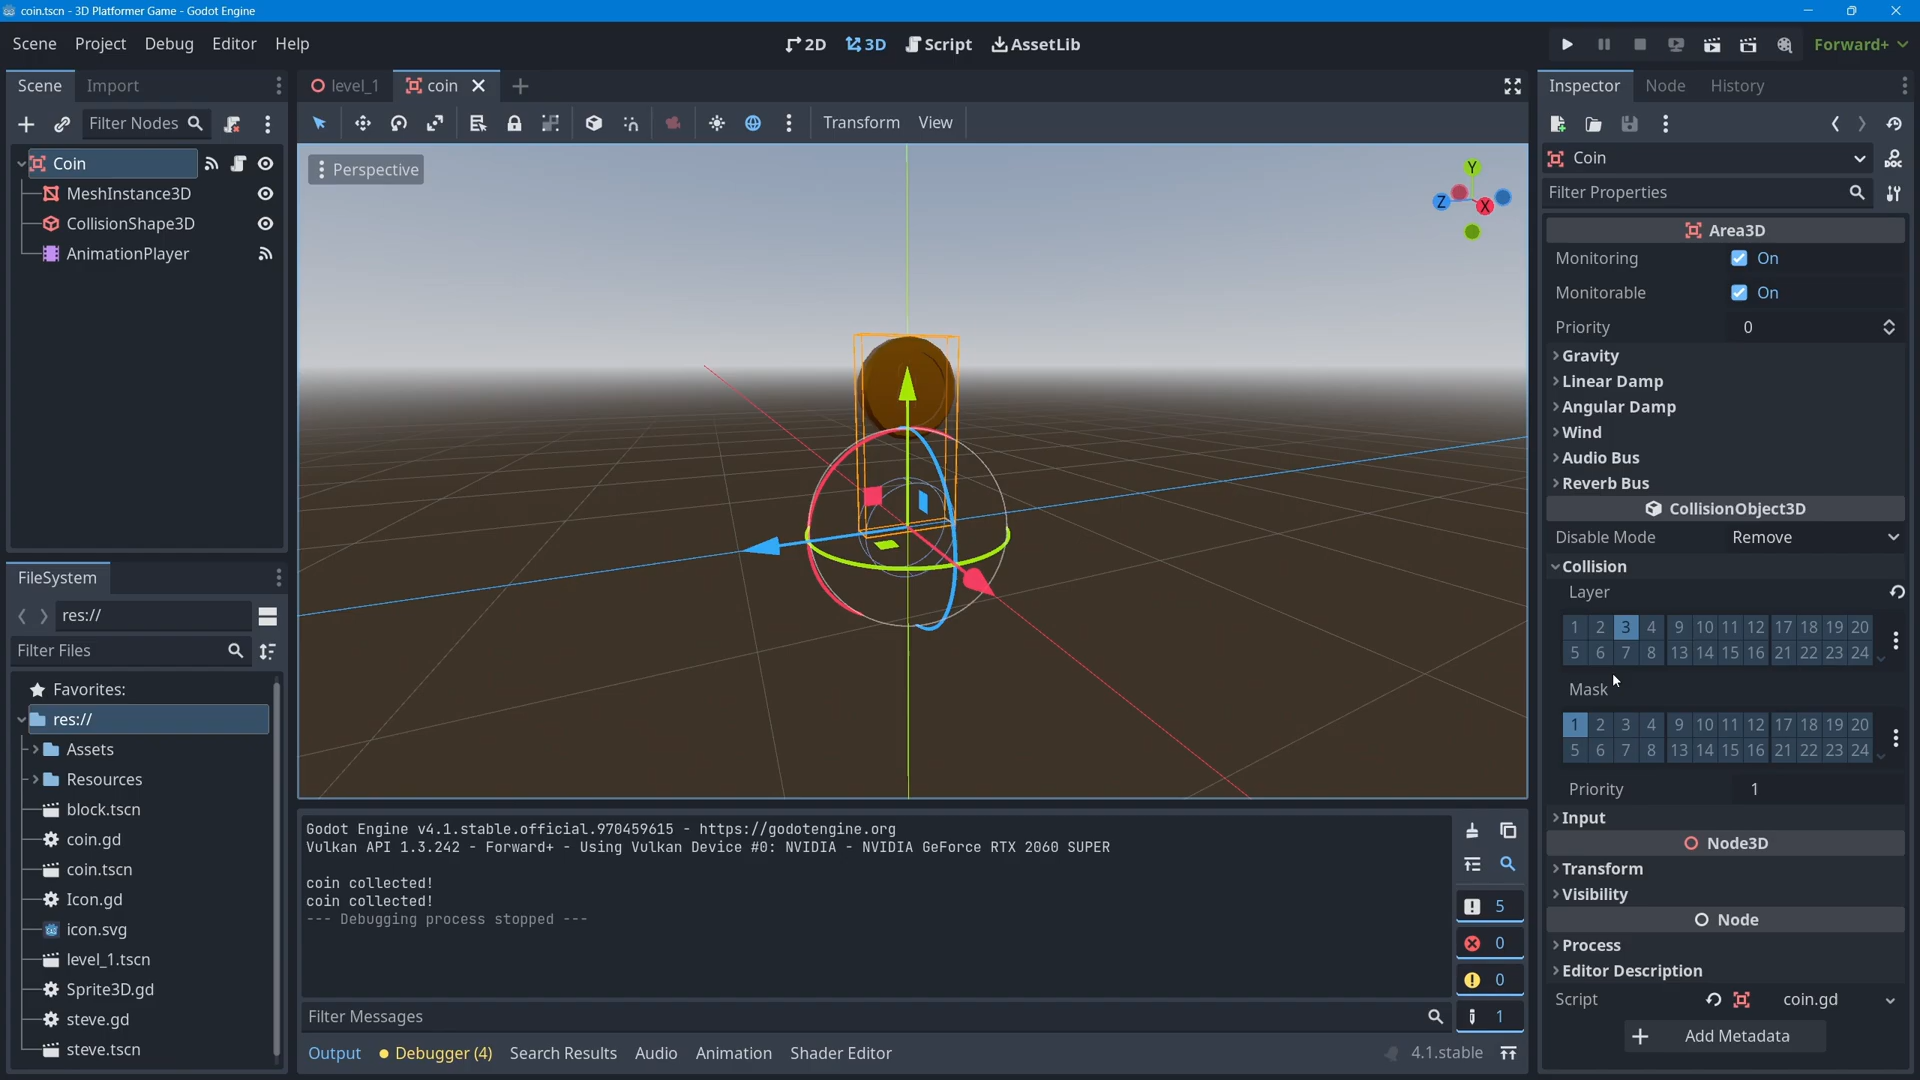 coin.tscn - 3D Platformer Game - Godot Engine
Scene Project Debug Editor Help
2D 3D Script AssetLib
Forward+
Scene Import
level_1 coin
Inspector Node History
Filter Nodes
Transform View
Coin
MeshInstance3D
CollisionShape3D
AnimationPlayer
Perspective
Y
Z
X
Coin
Filter Properties
Area3D
Monitoring On
Monitorable On
Priority 0
Gravity
Linear Damp
Angular Damp
Wind
Audio Bus
Reverb Bus
CollisionObject3D
Disable Mode Remove
Collision
Layer
1 2 3 4 9 10 11 12 17 18 19 20
5 6 7 8 13 14 15 16 21 22 23 24
Mask
1 2 3 4 9 10 11 12 17 18 19 20
5 6 7 8 13 14 15 16 21 22 23 24
Priority 1
Input
Node3D
Transform
Visibility
Node
Process
Editor Description
Script coin.gd
Add Metadata
FileSystem
res://
Filter Files
Favorites:
res://
Assets
Resources
block.tscn
coin.gd
coin.tscn
Icon.gd
icon.svg
level_1.tscn
Sprite3D.gd
steve.gd
steve.tscn
Godot Engine v4.1.stable.official.970459615 - https://godotengine.org
Vulkan API 1.3.242 - Forward+ - Using Vulkan Device #0: NVIDIA - NVIDIA GeForce RTX 2060 SUPER
coin collected!
coin collected!
--- Debugging process stopped ---
5
0
0
1
Filter Messages
Output Debugger (4) Search Results Audio Animation Shader Editor
4.1.stable